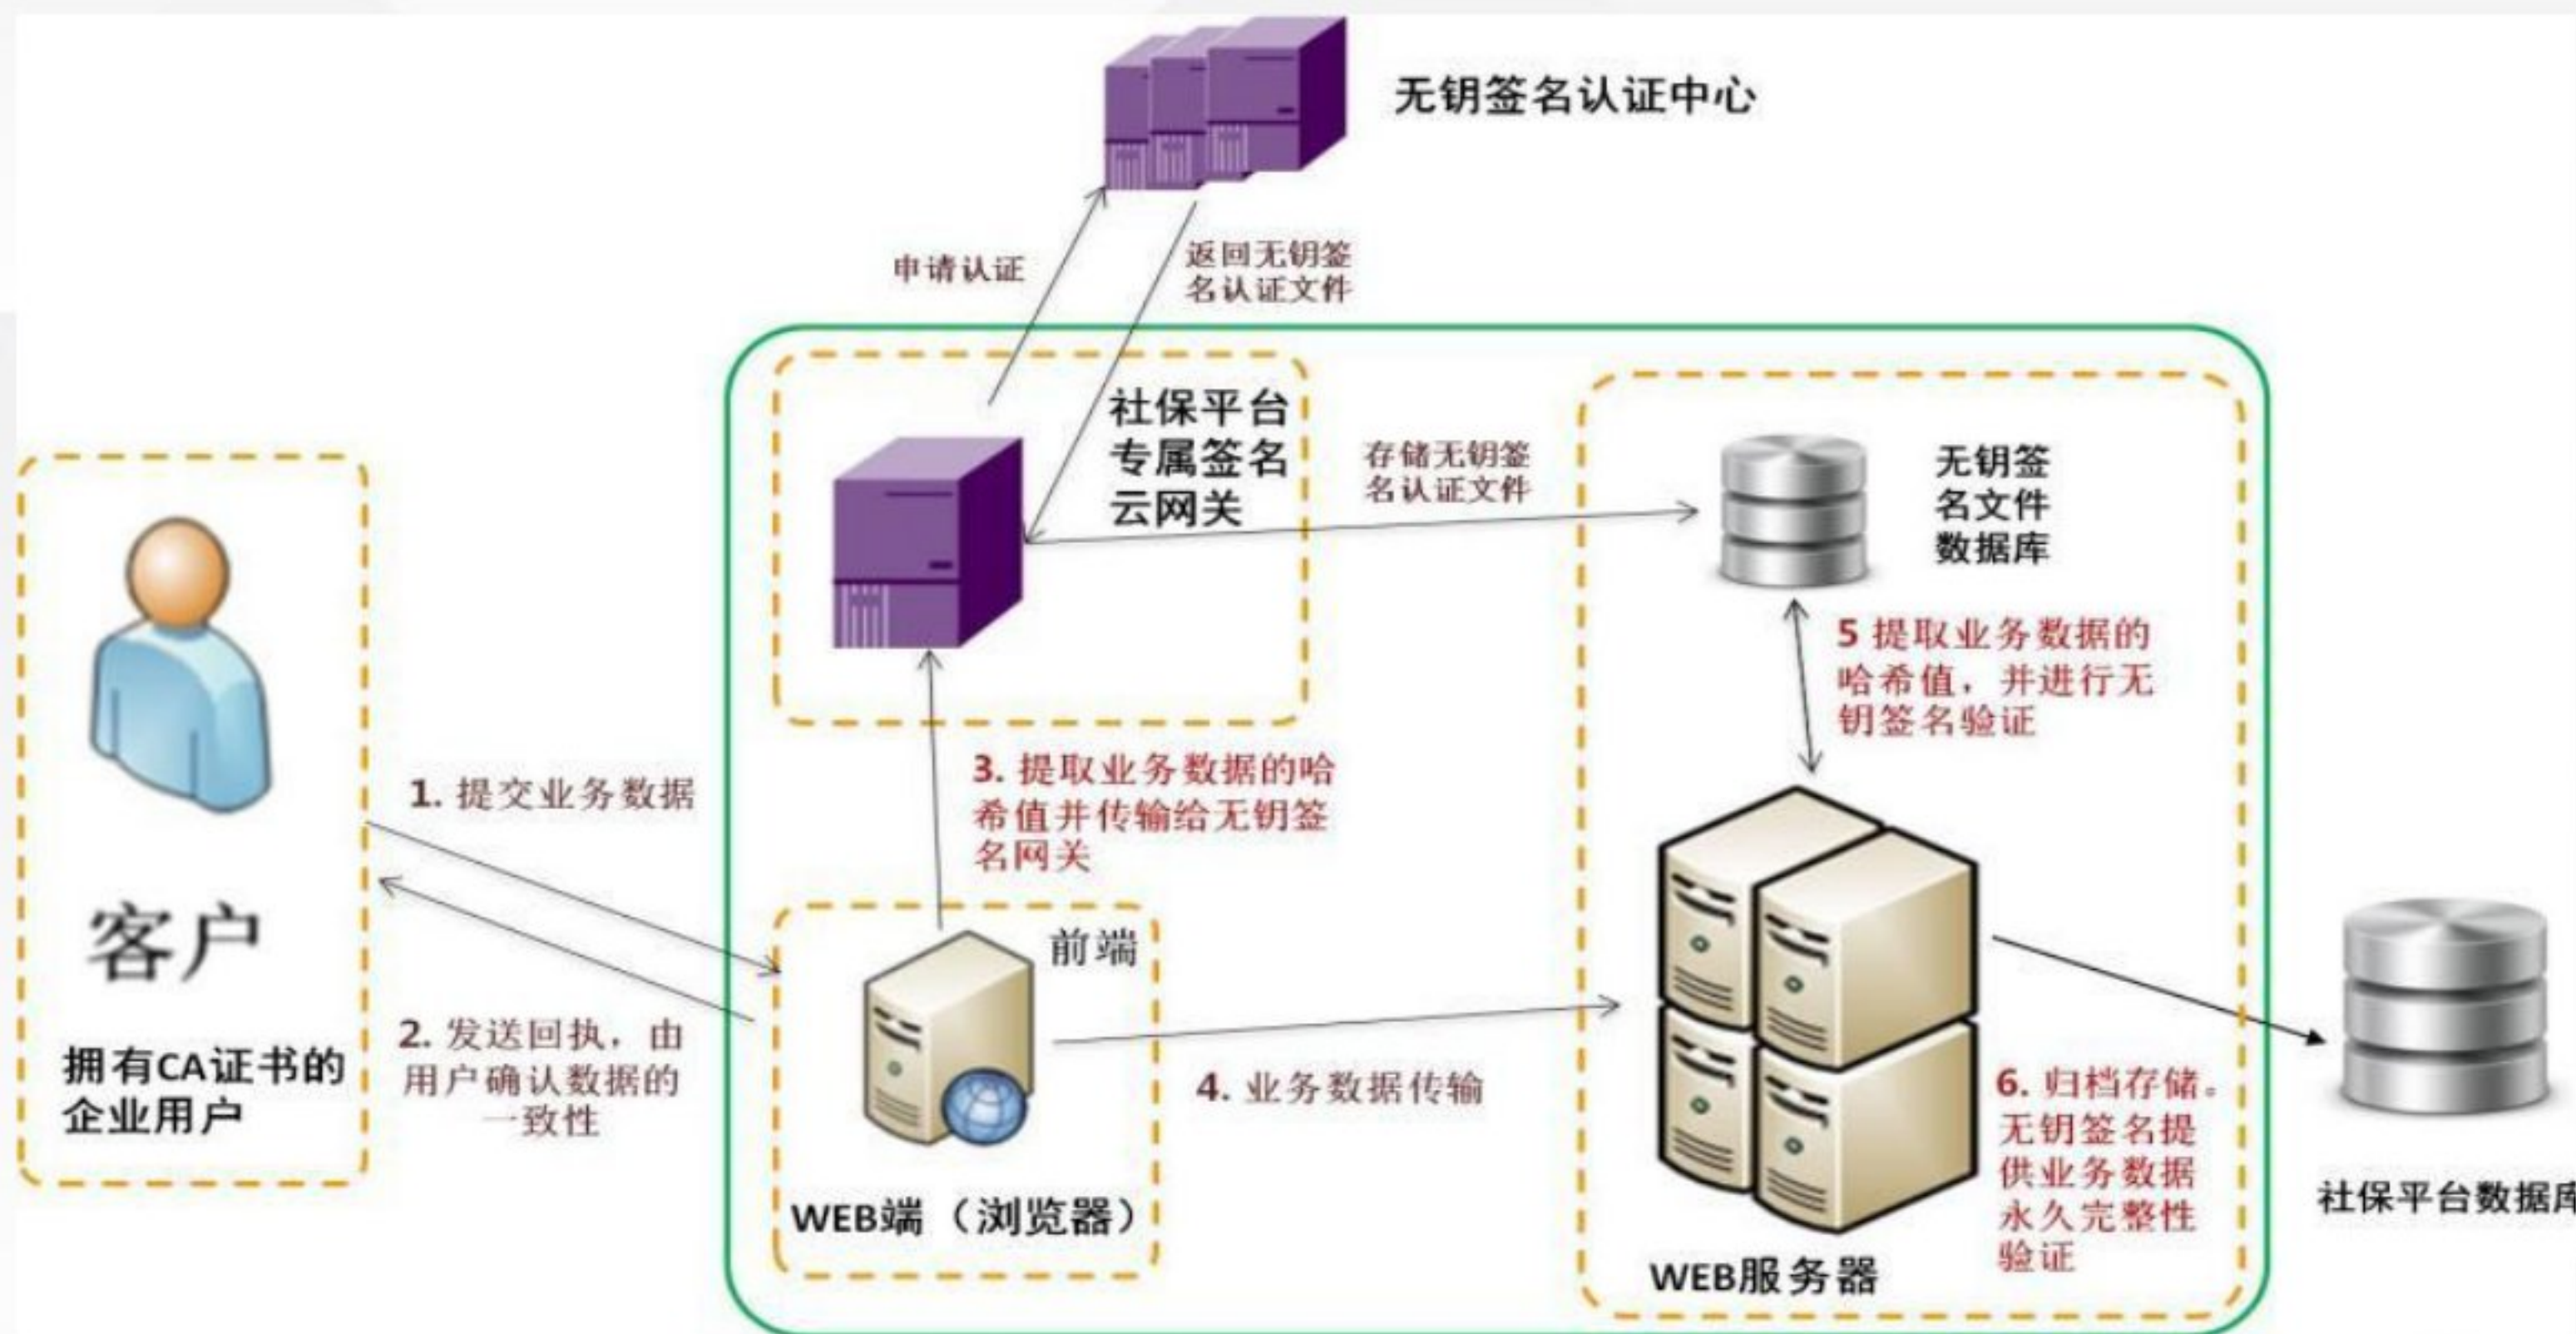 无钥签名认证中心
申请认证
返回无钥签
名认证文件
社保平台
专属签名
云网关
存储无钥签
名认证文件
无钥签
名文件
数据库
5 提取业务数据的
哈希值，并进行无
钥签名验证
1. 提交业务数据
3. 提取业务数据的哈
希值并传输给无钥签
名网关
客户
拥有CA证书的
企业用户
2. 发送回执，由
用户确认数据的
一致性
前端
WEB端（浏览器）
4. 业务数据传输
WEB服务器
6. 归档存储。
无钥签名提
供业务数据
永久完整性
验证
社保平台数据库